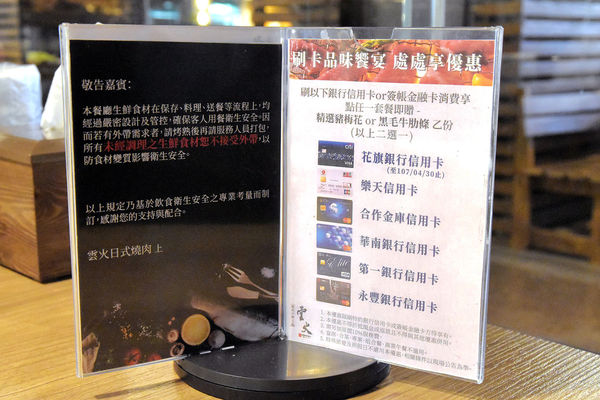 敬告嘉賓：
本餐廳生鮮食材在保存、料理、送餐等流程上，均
經過嚴密設計及管控，確保客人用餐衛生安全，因
而若有外帶需求者，請烤熟後再請服務人員打包，
所有未經調理之生鮮食材恕不接受外帶，以
防食材變質影響衛生安全。
以上規定乃基於飲食衛生安全之專業考量而制
訂，感謝您的支持與配合。
雲火日式燒肉 上
刷卡品味饗宴 處處享優惠
刷以下銀行信用卡or簽帳金融卡消費享
點任一套餐即贈，
精選豬梅花 or 黑毛牛肋條 乙份
(以上二選一)
花旗銀行信用卡
(至107/04/30止)
樂天信用卡
合作金庫信用卡
華南銀行信用卡
第一銀行信用卡
永豐銀行信用卡
citi
雲火